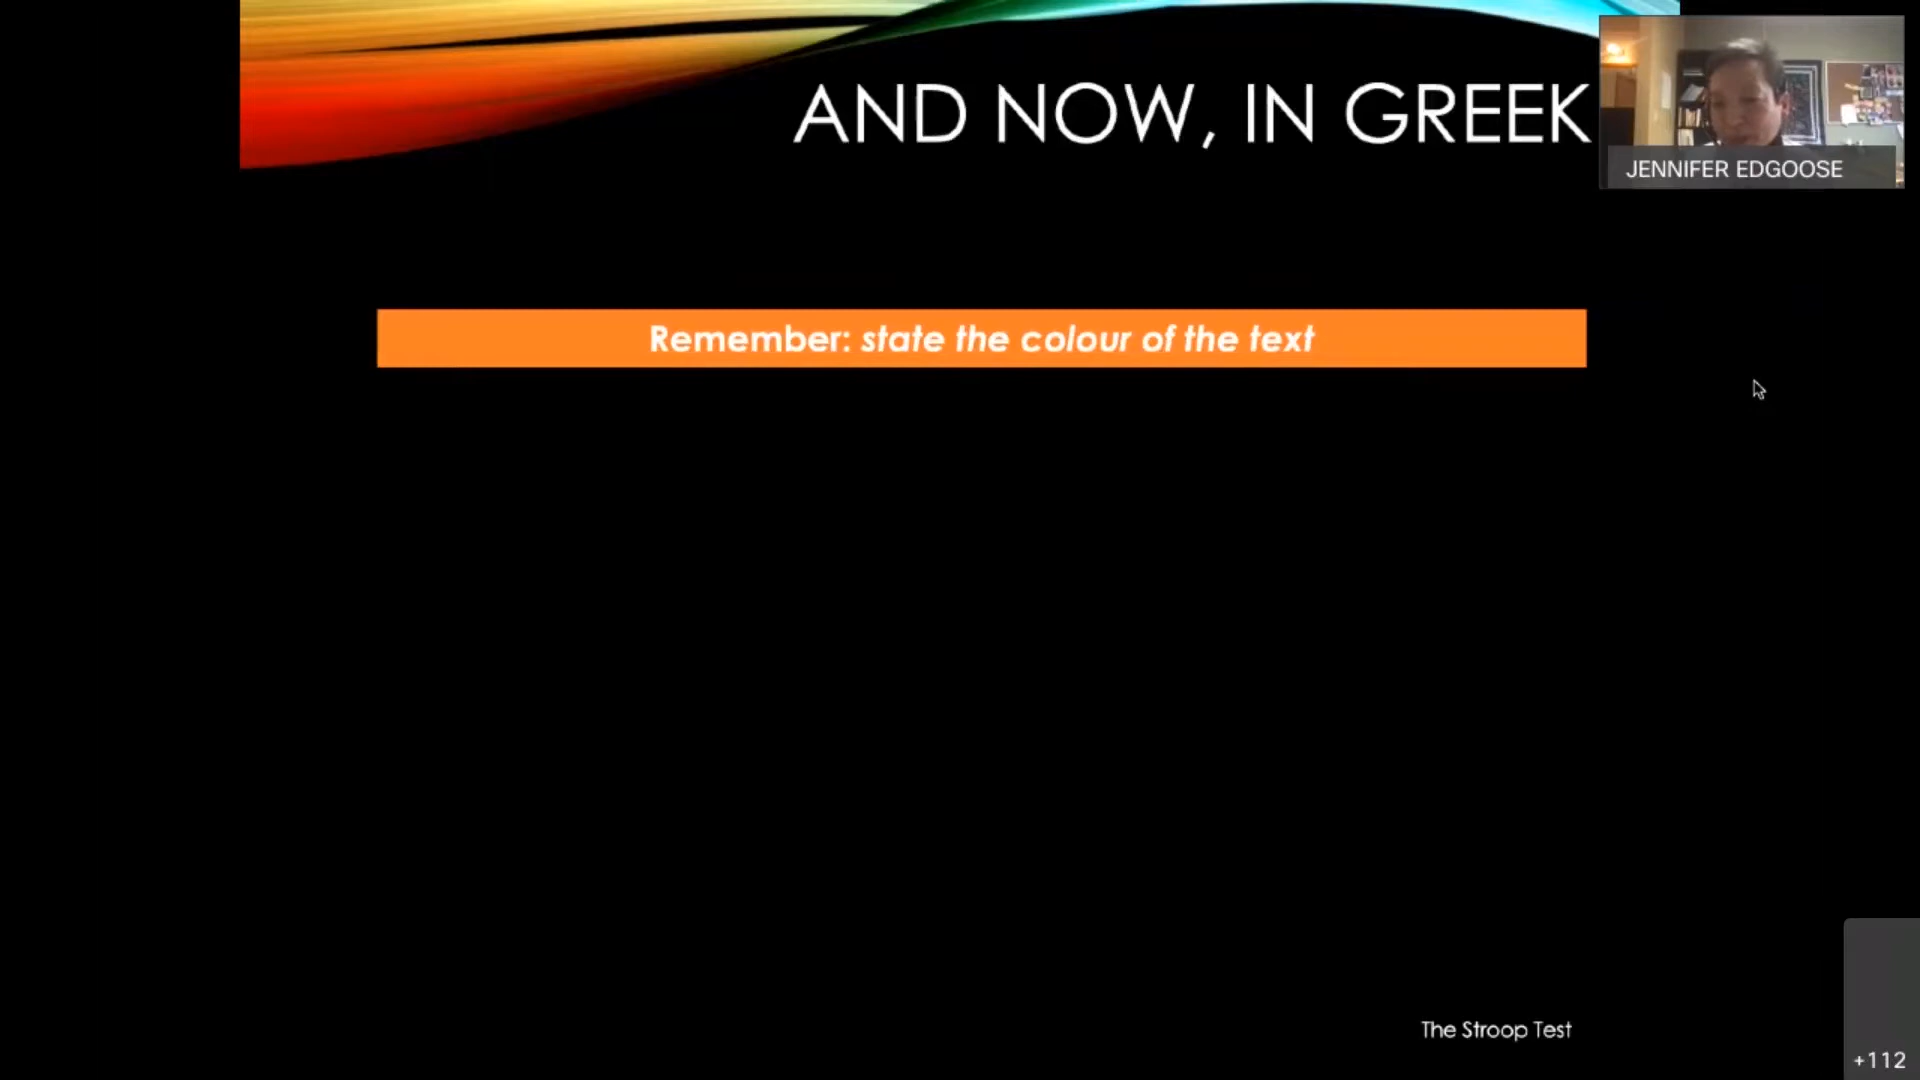 AND NOW, IN GREEK
JENNIFER EDGOOSE
Remember: state the colour of the text
The Stroop Test
+112